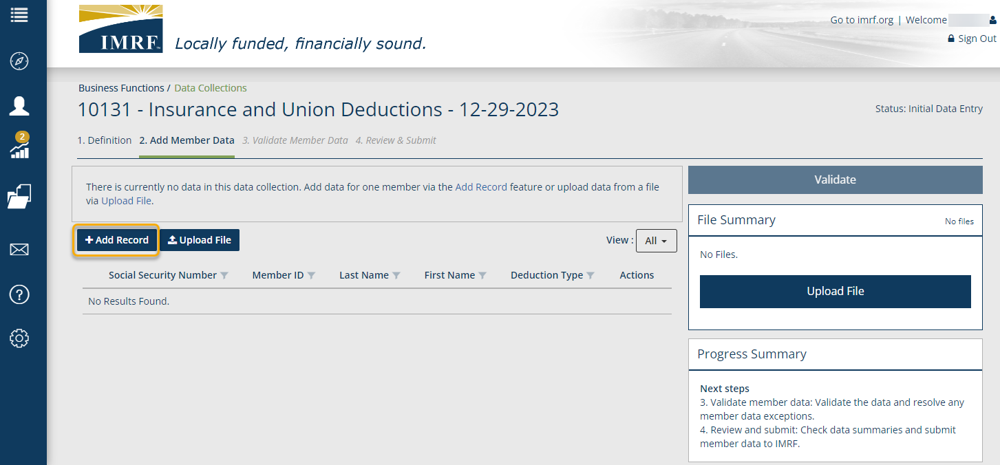 IMRF™
Locally funded, financially sound.
Go to imrf.org | Welcome
Sign Out
2
Business Functions / Data Collections
10131 - Insurance and Union Deductions - 12-29-2023
Status: Initial Data Entry
1. Definition 2. Add Member Data 3. Validate Member Data 4. Review & Submit
There is currently no data in this data collection. Add data for one member via the Add Record feature or upload data from a file
via Upload File.
+ Add Record Upload File
View : All
Social Security Number Member ID Last Name First Name Deduction Type Actions
No Results Found.
Validate
File Summary No files
No Files.
Upload File
Progress Summary
Next steps
3. Validate member data: Validate the data and resolve any
member data exceptions.
4. Review and submit: Check data summaries and submit
member data to IMRF.